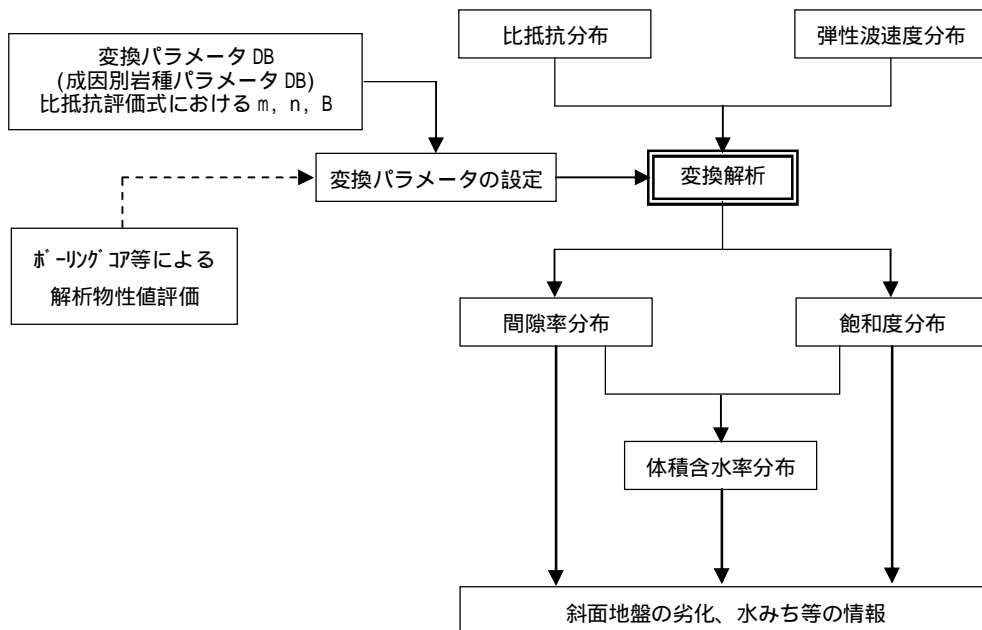 比抵抗分布
弾性波速度分布
変換パラメータ DB
(成因別岩種パラメータ DB)
比抵抗評価式における m, n, B
変換パラメータの設定
変換解析
ﾎﾞｰﾘﾝｸﾞｺｱ等による
解析物性値評価
間隙率分布
飽和度分布
体積含水率分布
斜面地盤の劣化、水みち等の情報